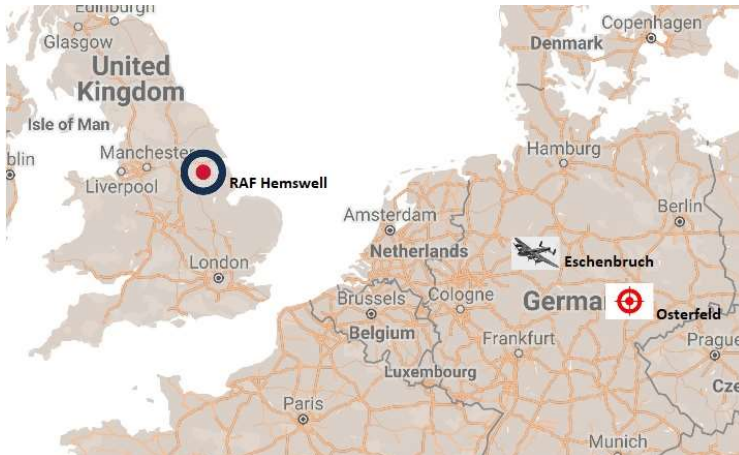 Edinburgh
Glasgow
Copenhagen
Denmark
United
Kingdom
Isle of Man
blin
Manchester
Hamburg
Liverpool
RAF Hemswell
Amsterdam
Berlin
Netherlands
Eschenbruch
London
Brussels
Cologne
Germa
Osterfeld
Belgium
Frankfurt
Prague
Luxembourg
Cze
Paris
Munich